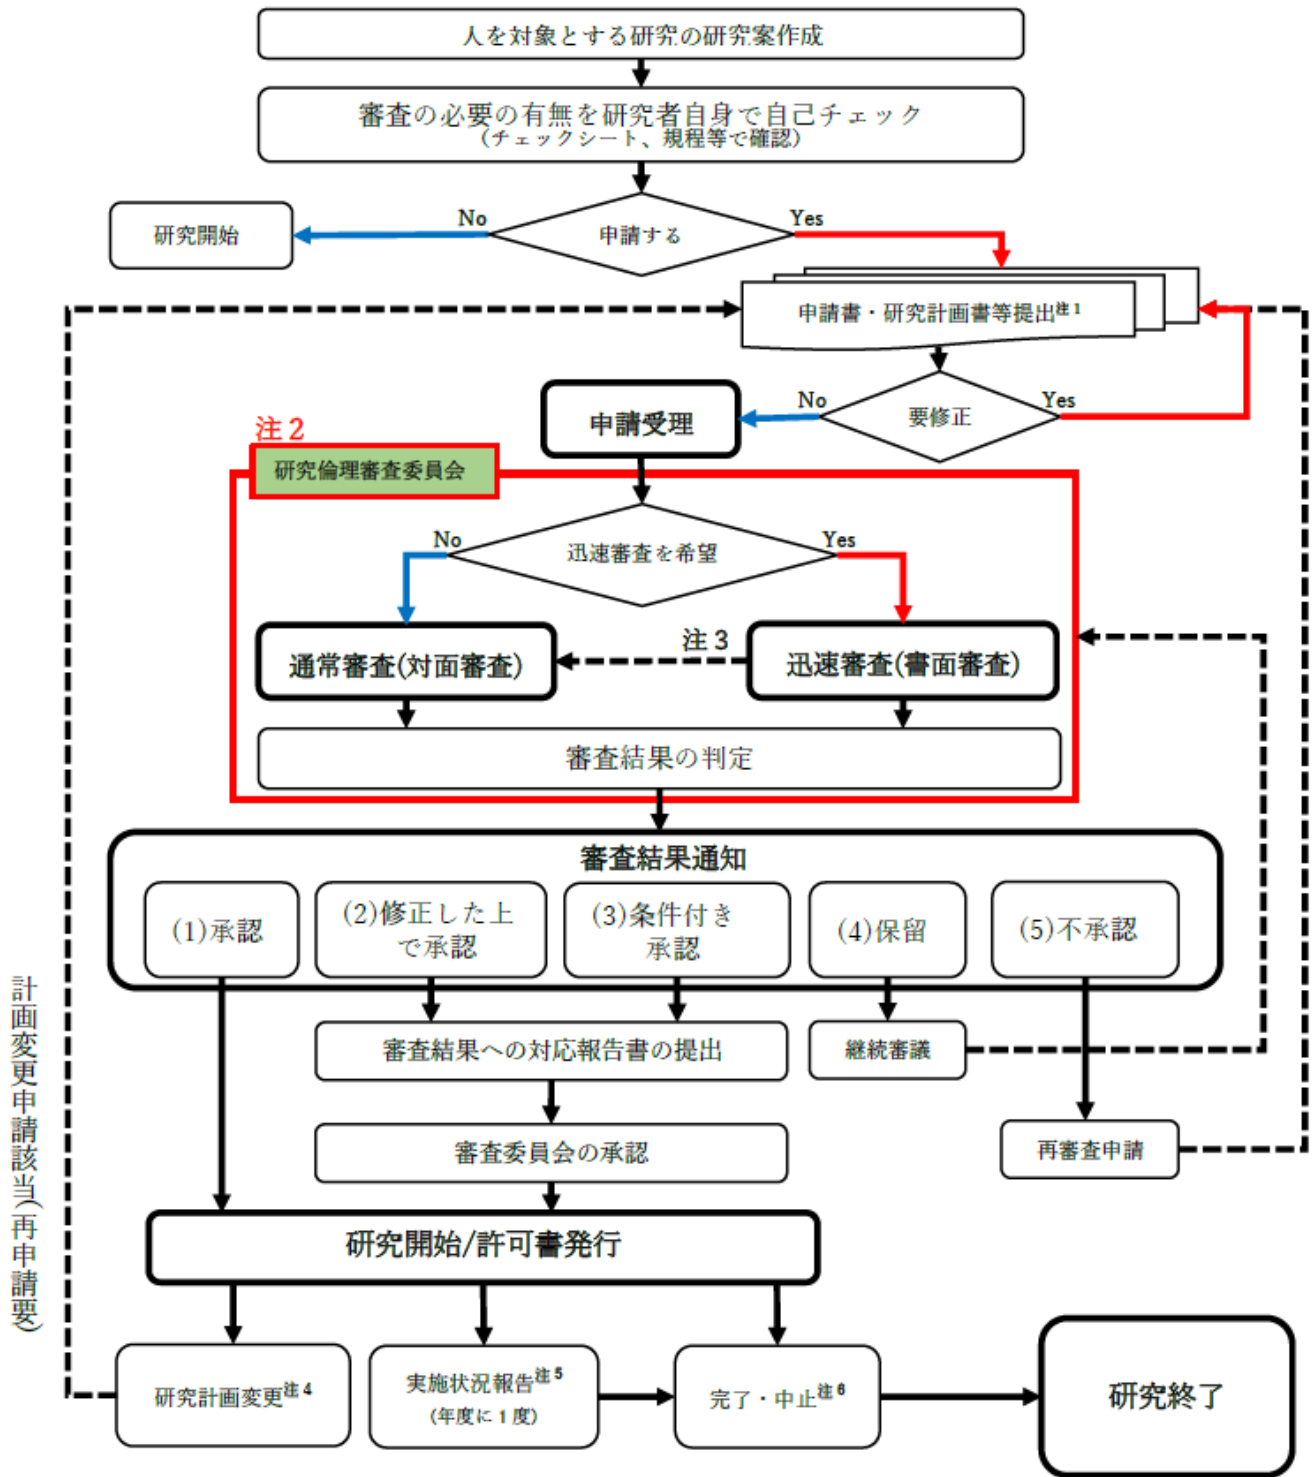 人を対象とする研究の研究案作成
審査の必要の有無を研究者自身で自己チェック
（チェックシート、規程等で確認）
No
Yes
研究開始
申請する
申請書・研究計画書等提出注1
No
Yes
申請受理
要修正
注2
研究倫理審査委員会
No
Yes
迅速審査を希望
注3
通常審査(対面審査)
迅速審査(書面審査)
審査結果の判定
審査結果通知
(1)承認
(2)修正した上
で承認
(3)条件付き
承認
(4)保留
(5)不承認
審査結果への対応報告書の提出
継続審議
審査委員会の承認
再審査申請
研究開始/許可書発行
計画変更申請該当(再申請要)
研究計画変更注4
実施状況報告注5
(年度に1度)
完了・中止注6
研究終了